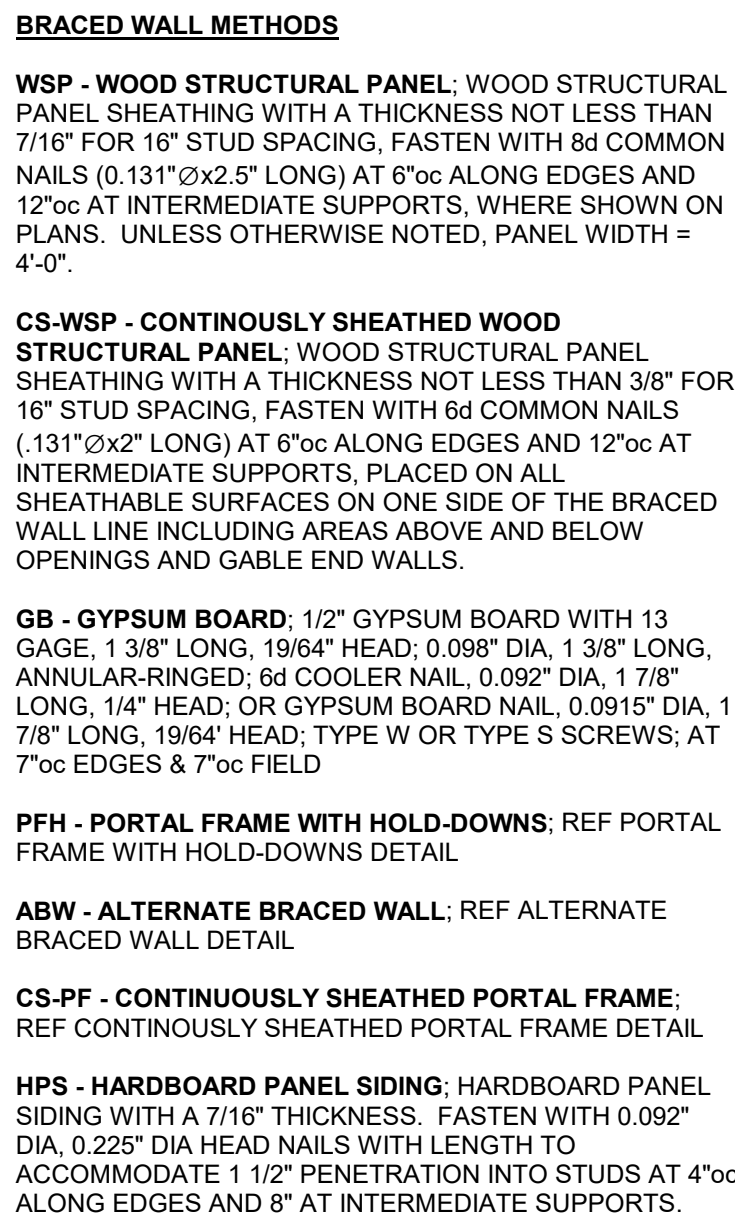 BRACED WALL METHODS
WSP - WOOD STRUCTURAL PANEL; WOOD STRUCTURAL
PANEL SHEATHING WITH A THICKNESS NOT LESS THAN
7/16" FOR 16" STUD SPACING, FASTEN WITH 8d COMMON
NAILS (0.131"∅x2.5" LONG) AT 6"oc ALONG EDGES AND
12"oc AT INTERMEDIATE SUPPORTS, WHERE SHOWN ON
PLANS. UNLESS OTHERWISE NOTED, PANEL WIDTH =
4'-0".
CS-WSP - CONTINOUSLY SHEATHED WOOD
STRUCTURAL PANEL; WOOD STRUCTURAL PANEL
SHEATHING WITH A THICKNESS NOT LESS THAN 3/8" FOR
16" STUD SPACING, FASTEN WITH 6d COMMON NAILS
(.131"∅x2" LONG) AT 6"oc ALONG EDGES AND 12"oc AT
INTERMEDIATE SUPPORTS, PLACED ON ALL
SHEATHABLE SURFACES ON ONE SIDE OF THE BRACED
WALL LINE INCLUDING AREAS ABOVE AND BELOW
OPENINGS AND GABLE END WALLS.
GB - GYPSUM BOARD; 1/2" GYPSUM BOARD WITH 13
GAGE, 1 3/8" LONG, 19/64" HEAD; 0.098" DIA, 1 3/8" LONG,
ANNULAR-RINGED; 6d COOLER NAIL, 0.092" DIA, 1 7/8"
LONG, 1/4" HEAD; OR GYPSUM BOARD NAIL, 0.0915" DIA, 1
7/8" LONG, 19/64' HEAD; TYPE W OR TYPE S SCREWS; AT
7"oc EDGES & 7"oc FIELD
PFH - PORTAL FRAME WITH HOLD-DOWNS; REF PORTAL
FRAME WITH HOLD-DOWNS DETAIL
ABW - ALTERNATE BRACED WALL; REF ALTERNATE
BRACED WALL DETAIL
CS-PF - CONTINUOUSLY SHEATHED PORTAL FRAME;
REF CONTINOUSLY SHEATHED PORTAL FRAME DETAIL
HPS - HARDBOARD PANEL SIDING; HARDBOARD PANEL
SIDING WITH A 7/16" THICKNESS. FASTEN WITH 0.092"
DIA, 0.225" DIA HEAD NAILS WITH LENGTH TO
ACCOMMODATE 1 1/2" PENETRATION INTO STUDS AT 4"oc
ALONG EDGES AND 8" AT INTERMEDIATE SUPPORTS.